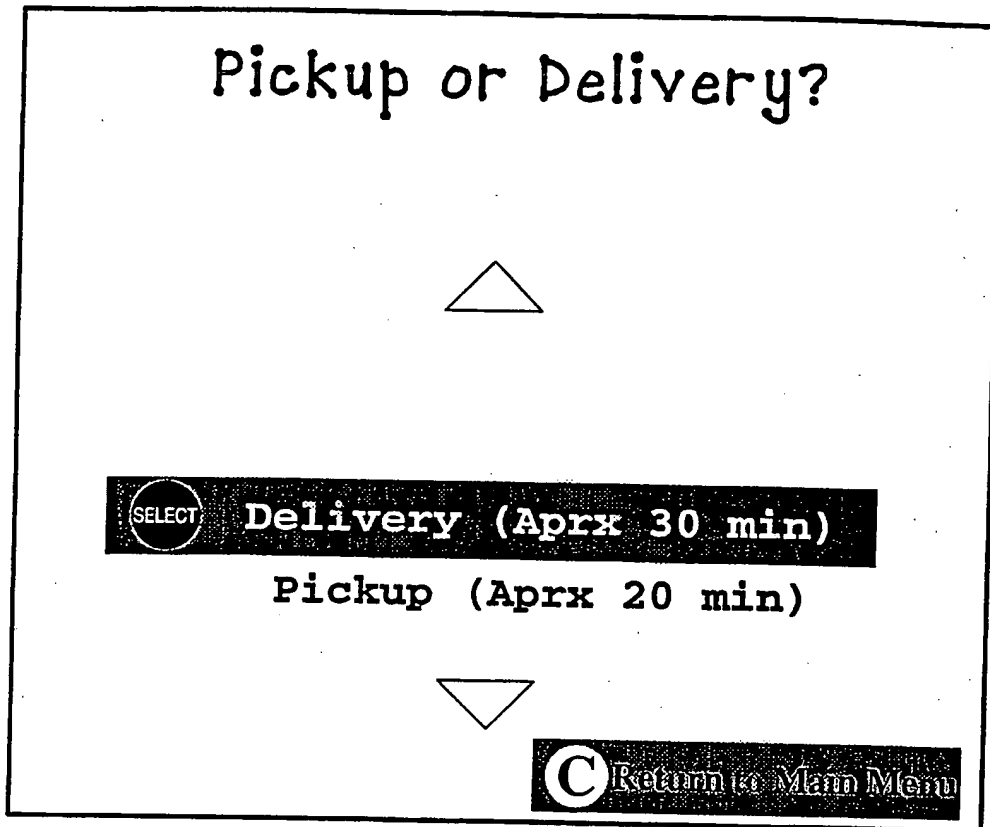 Pickup or Delivery?
SELECT Delivery (Aprx 30 min)
Pickup (Aprx 20 min)
C Return to Main Menu